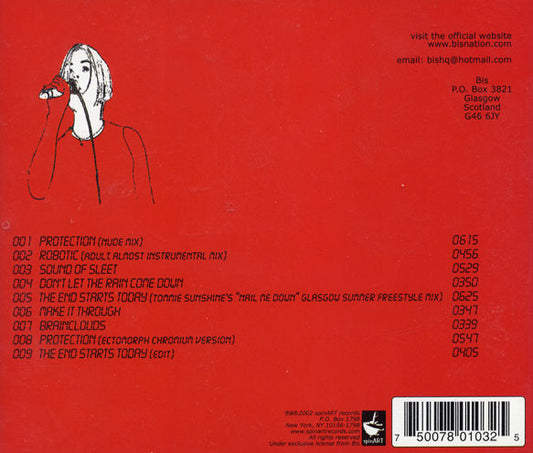 visit the official website
www.bisnation.com
email: bishq@hotmail.com
Bis
P.O. Box 3821
Glasgow
Scotland
G46 6JY
001 PROTECTION (NUDE MIX) 0615
002 ROBOTIC (ADULT. ALMOST INSTRUMENTAL MIX) 0456
003 SOUND OF SLEET 0529
004 DON'T LET THE RAIN COME DOWN 0350
005 THE END STARTS TODAY (TOMMIE SUNSHINE'S "MAIL ME DOWN" GLASGOW SUMMER FREESTYLE MIX) 0625
006 MAKE IT THROUGH 0347
007 BRAINCLOUDS 0339
008 PROTECTION (ECTOMORPH CHROMIUM VERSION) 0547
009 THE END STARTS TODAY (EDIT) 0405
℗&©2002 spinART records
P.O. Box 1798
New York, NY 10156-1798
www.spinartrecords.com
All rights reserved
Under exclusive license from Bis
spinART
7 50078 01032 5